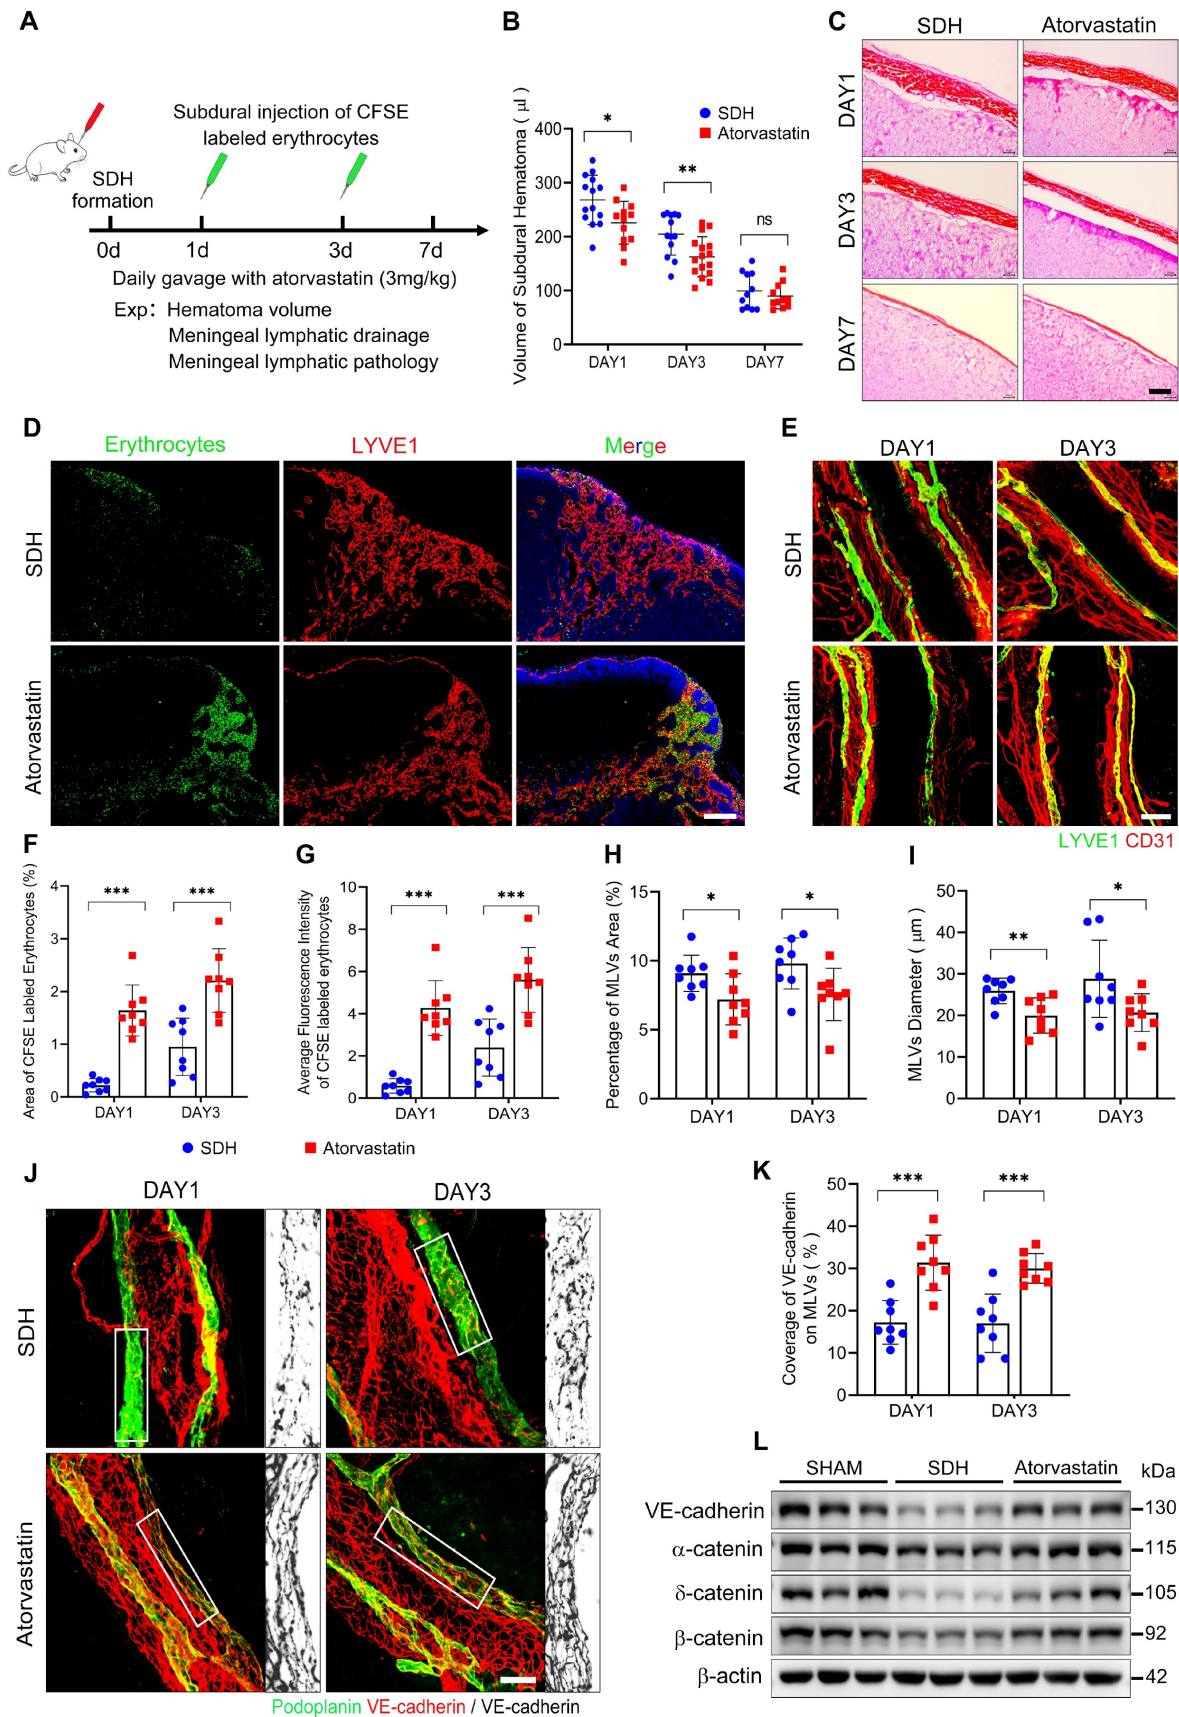 A
Subdural injection of CFSE
labeled erythrocytes
SDH
formation
0d 1d 3d 7d
Daily gavage with atorvastatin (3mg/kg)
Exp: Hematoma volume
Meningeal lymphatic drainage
Meningeal lymphatic pathology
B
SDH
Atorvastatin
Volume of Subdural Hematoma ( μl )
400
300
200
100
0
* ** ns
DAY1 DAY3 DAY7
C
SDH Atorvastatin
DAY1
DAY3
DAY7
D
Erythrocytes LYVE1 Merge
SDH
Atorvastatin
E
DAY1 DAY3
SDH
Atorvastatin
LYVE1 CD31
F
Area of CFSE Labeled Erythrocytes (%)
4
3
2
1
0
*** ***
DAY1 DAY3
G
Average Fluorescence Intensity
of CFSE labeled erythrocytes
10
8
6
4
2
0
*** ***
DAY1 DAY3
SDH Atorvastatin
H
Percentage of MLVs Area (%)
15
10
5
0
* *
DAY1 DAY3
I
MLVs Diameter ( μm )
50
40
30
20
10
0
** *
DAY1 DAY3
J
DAY1 DAY3
SDH
Atorvastatin
Podoplanin VE-cadherin / VE-cadherin
K
Coverage of VE-cadherin
on MLVs ( % )
50
40
30
20
10
0
*** ***
DAY1 DAY3
L
SHAM SDH Atorvastatin kDa
VE-cadherin 130
α-catenin 115
δ-catenin 105
β-catenin 92
β-actin 42